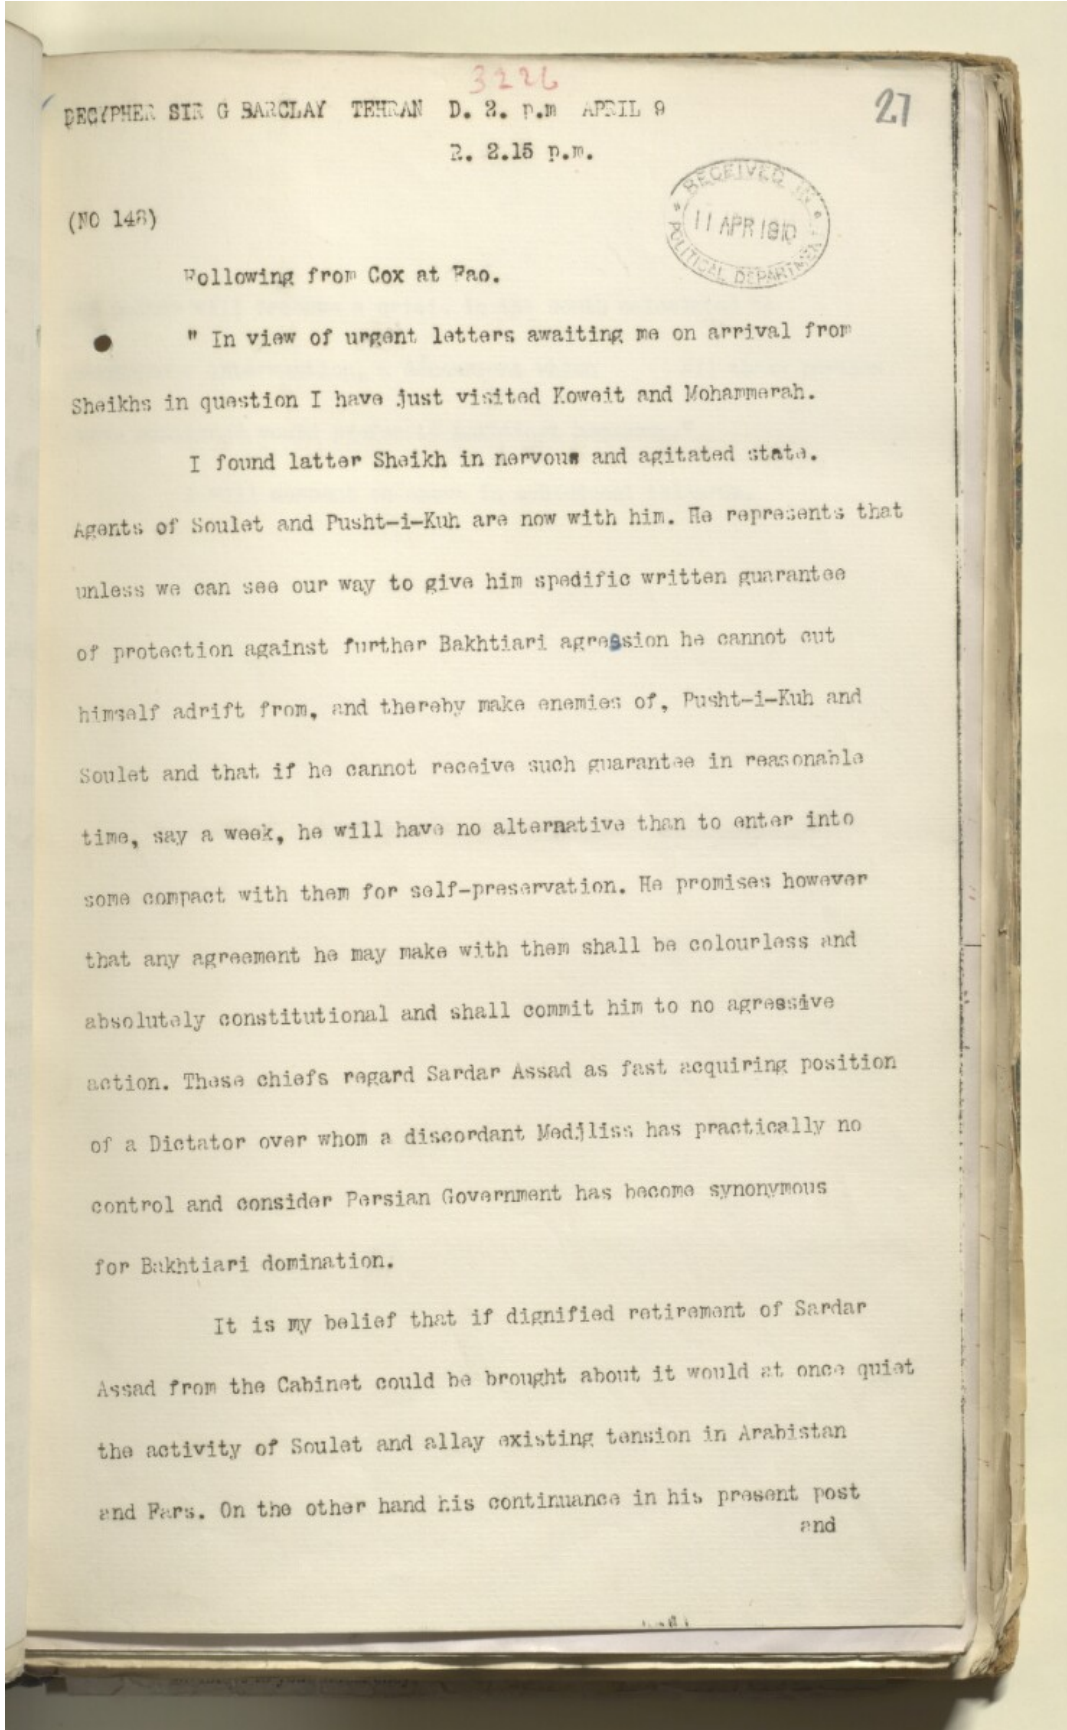 3226
27
DECYPHER SIR G BARCLAY TEHRAN D. 2. p.m APRIL 9
R. 2.15 p.m.
RECEIVED IN
11 APR 1910
POLITICAL DEPARTMENT
(NO 148)
Following from Cox at Fao.
" In view of urgent letters awaiting me on arrival from
Sheikhs in question I have just visited Koweit and Mohammerah.
I found latter Sheikh in nervous and agitated state.
Agents of Soulet and Pusht-i-Kuh are now with him. He represents that
unless we can see our way to give him spedific written guarantee
of protection against further Bakhtiari agression he cannot cut
himself adrift from, and thereby make enemies of, Pusht-i-Kuh and
Soulet and that if he cannot receive such guarantee in reasonable
time, say a week, he will have no alternative than to enter into
some compact with them for self-preservation. He promises however
that any agreement he may make with them shall be colourless and
absolutely constitutional and shall commit him to no agressive
action. These chiefs regard Sardar Assad as fast acquiring position
of a Dictator over whom a discordant Medjliss has practically no
control and consider Persian Government has become synonymous
for Bakhtiari domination.
It is my belief that if dignified retirement of Sardar
Assad from the Cabinet could be brought about it would at once quiet
the activity of Soulet and allay existing tension in Arabistan
and Fars. On the other hand his continuance in his present post
and